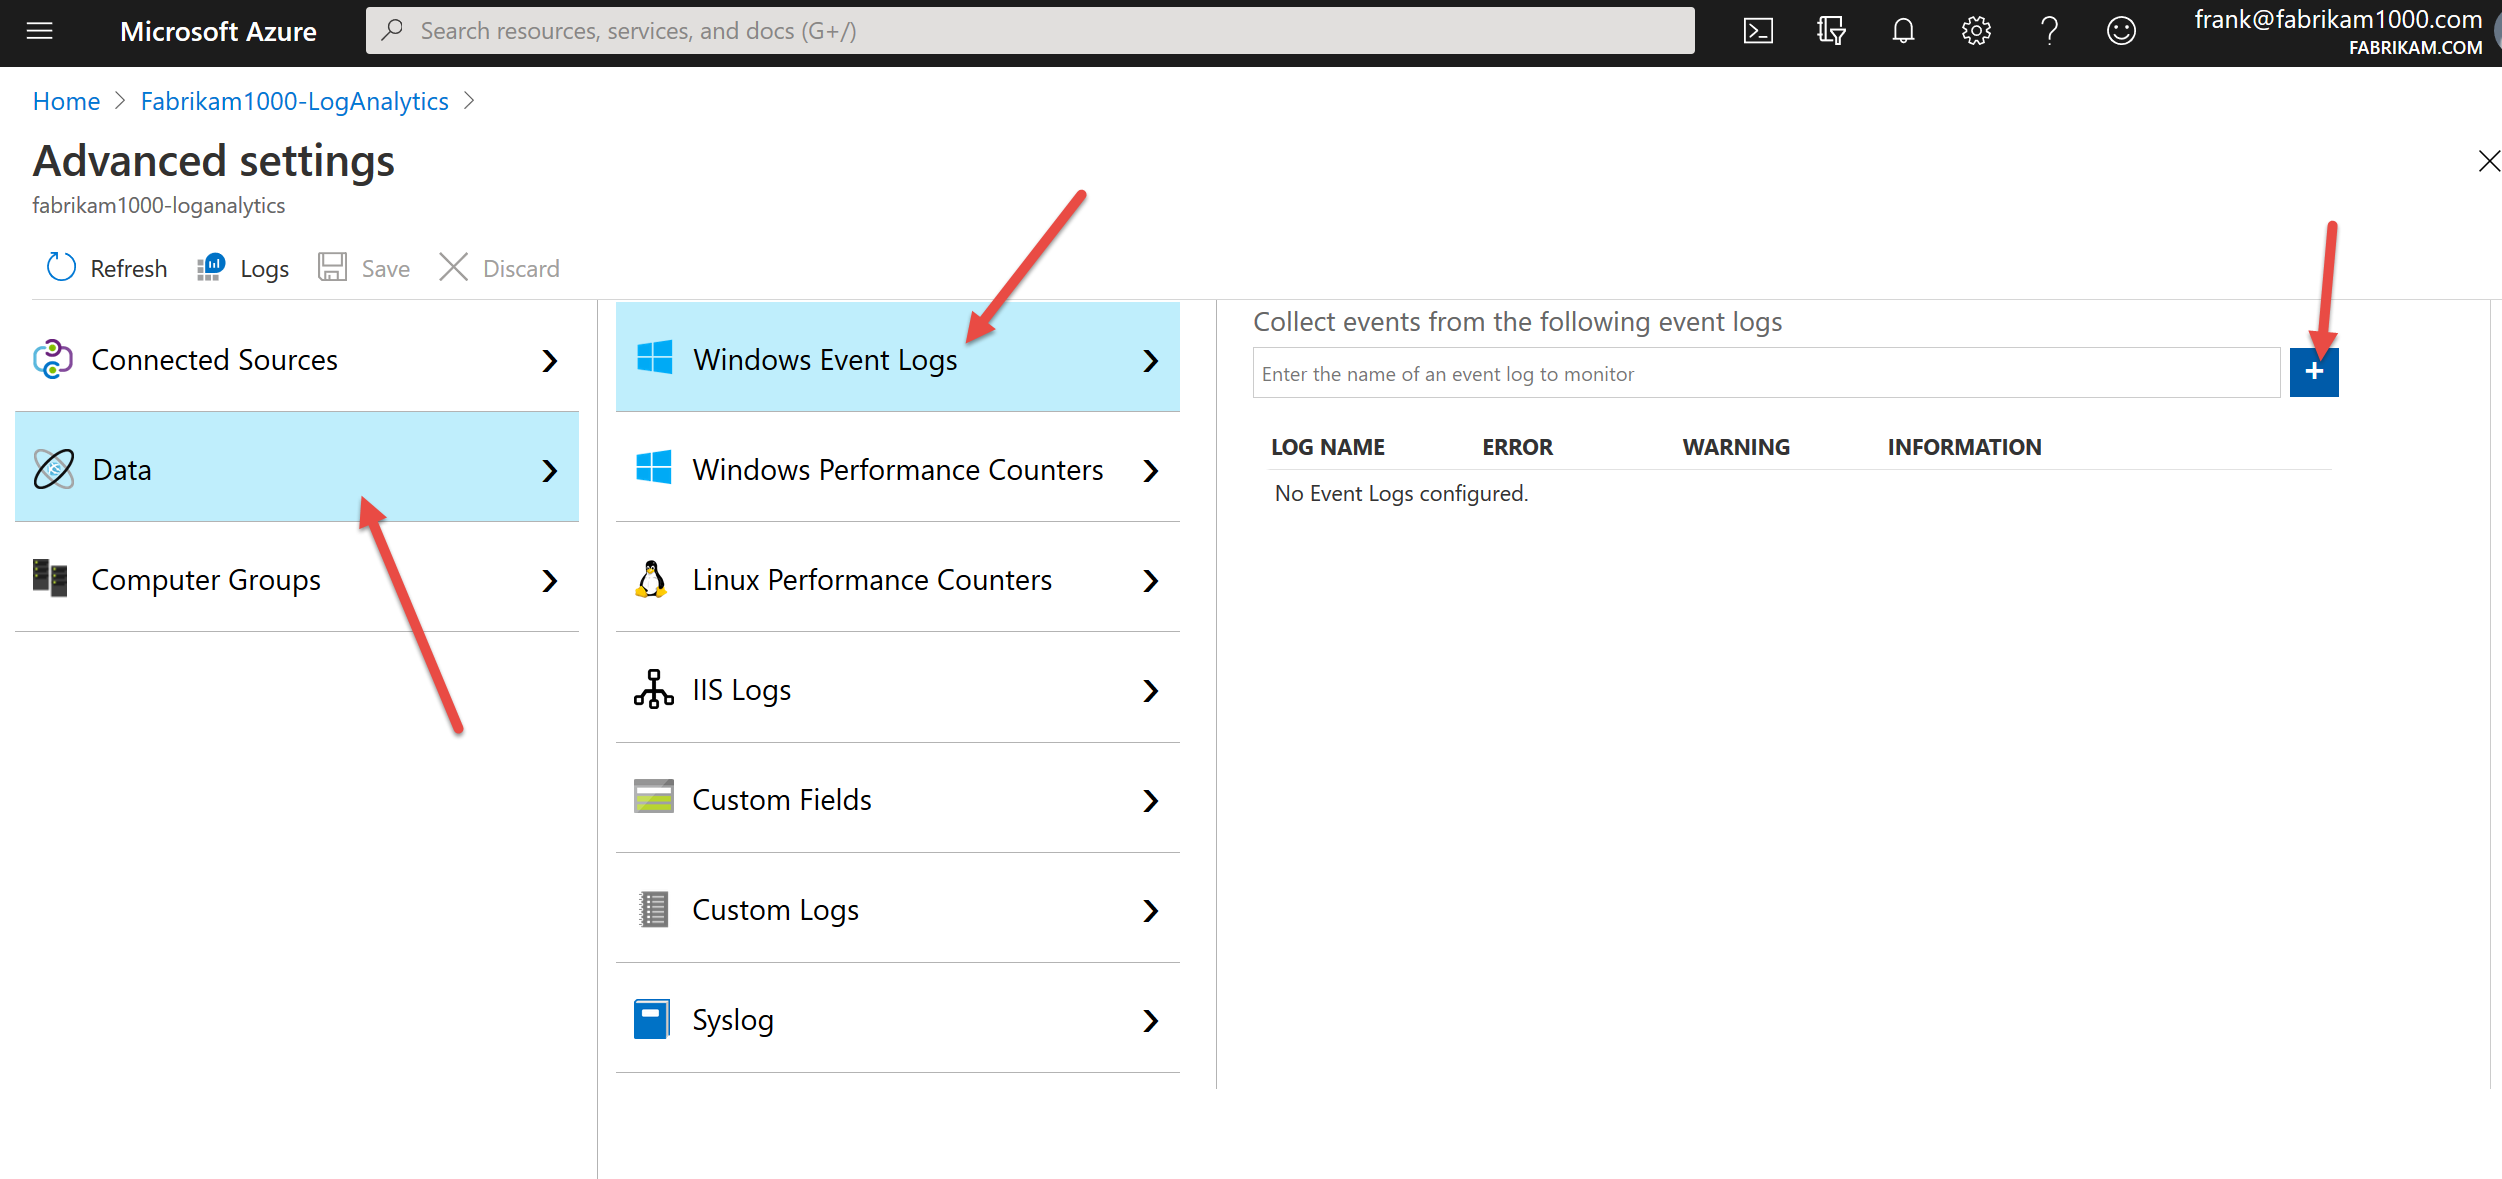 Microsoft Azure
Search resources, services, and docs (G+/)
frank@fabrikam1000.com
FABRIKAM.COM
Home > Fabrikam1000-LogAnalytics >
Advanced settings
fabrikam1000-loganalytics
Refresh
Logs
Save
Discard
Connected Sources
Data
Computer Groups
Windows Event Logs
Windows Performance Counters
Linux Performance Counters
IIS Logs
Custom Fields
Custom Logs
Syslog
Collect events from the following event logs
Enter the name of an event log to monitor
LOG NAME ERROR WARNING INFORMATION
No Event Logs configured.